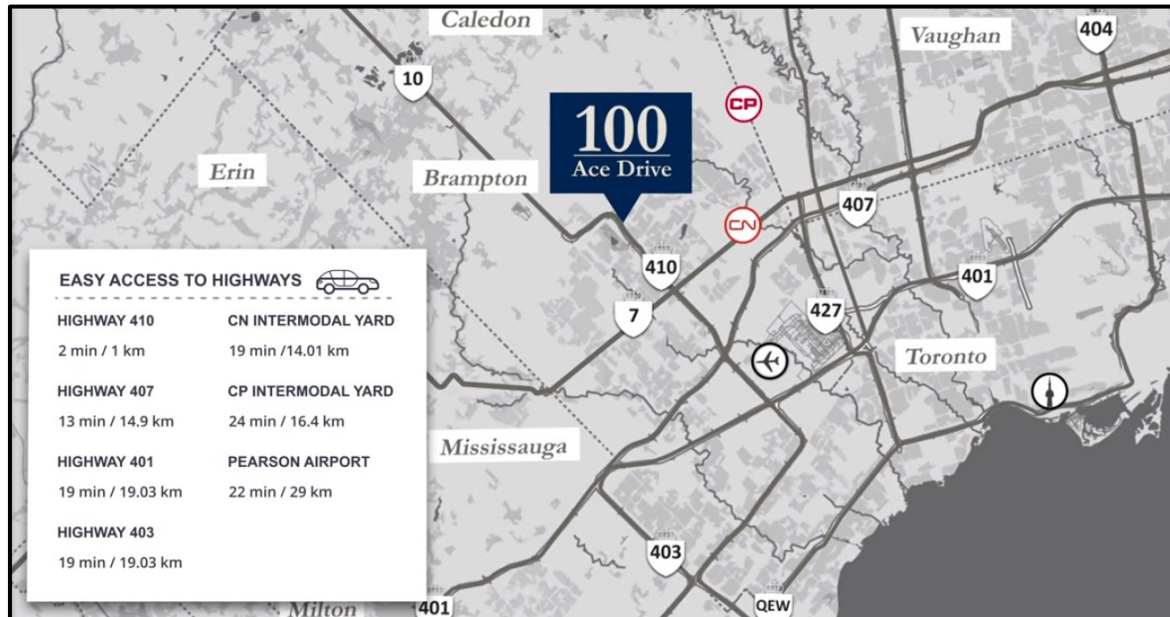 Caledon
Vaughan
404
10
CP
100
Ace Drive
Erin
Brampton
407
CN
410
401
7
427
Toronto
EASY ACCESS TO HIGHWAYS
HIGHWAY 410
2 min / 1 km
HIGHWAY 407
13 min / 14.9 km
HIGHWAY 401
19 min / 19.03 km
HIGHWAY 403
19 min / 19.03 km
CN INTERMODAL YARD
19 min /14.01 km
CP INTERMODAL YARD
24 min / 16.4 km
PEARSON AIRPORT
22 min / 29 km
Mississauga
403
Milton
401
QEW